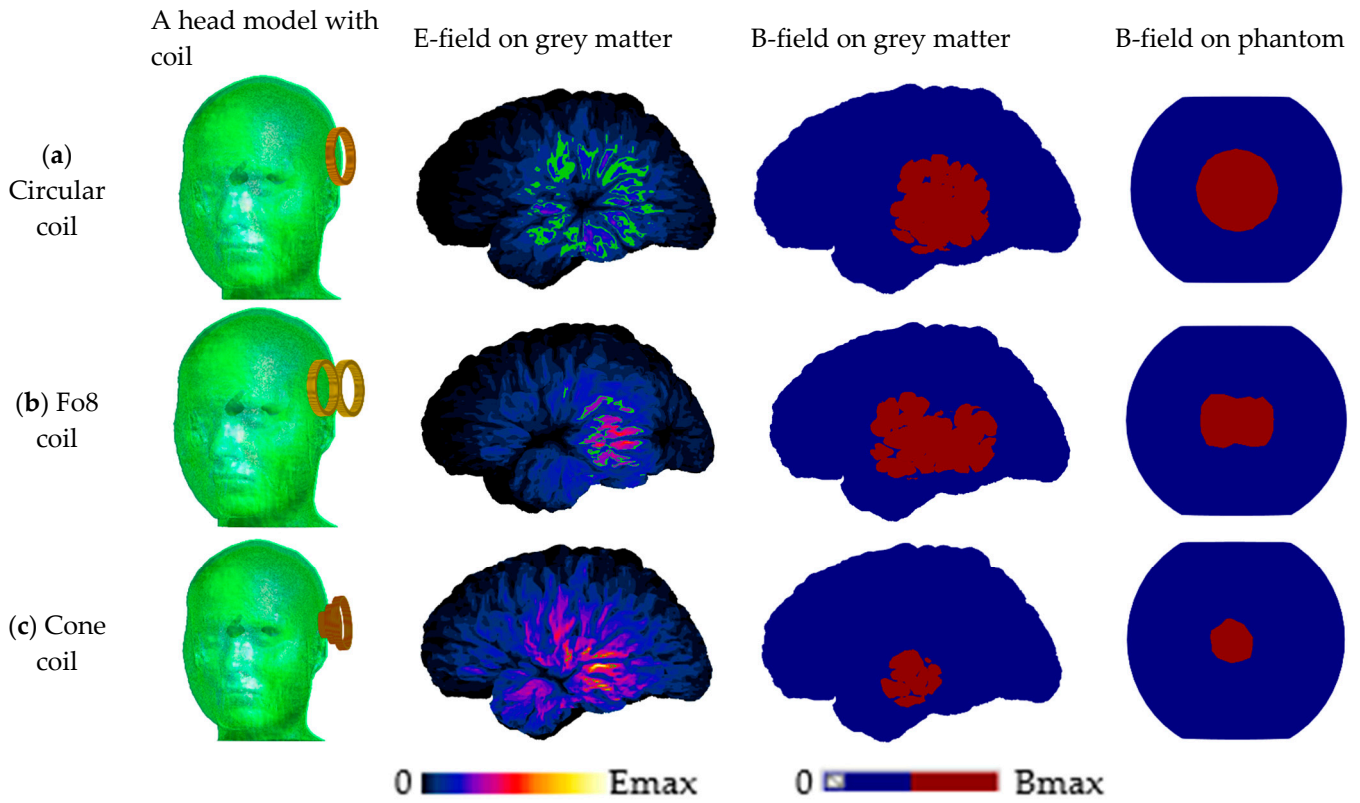 A head model with
coil
E-field on grey matter
B-field on grey matter
B-field on phantom
(a)
Circular
coil
(b) Fo8
coil
(c) Cone
coil
0 Emax
0 Bmax